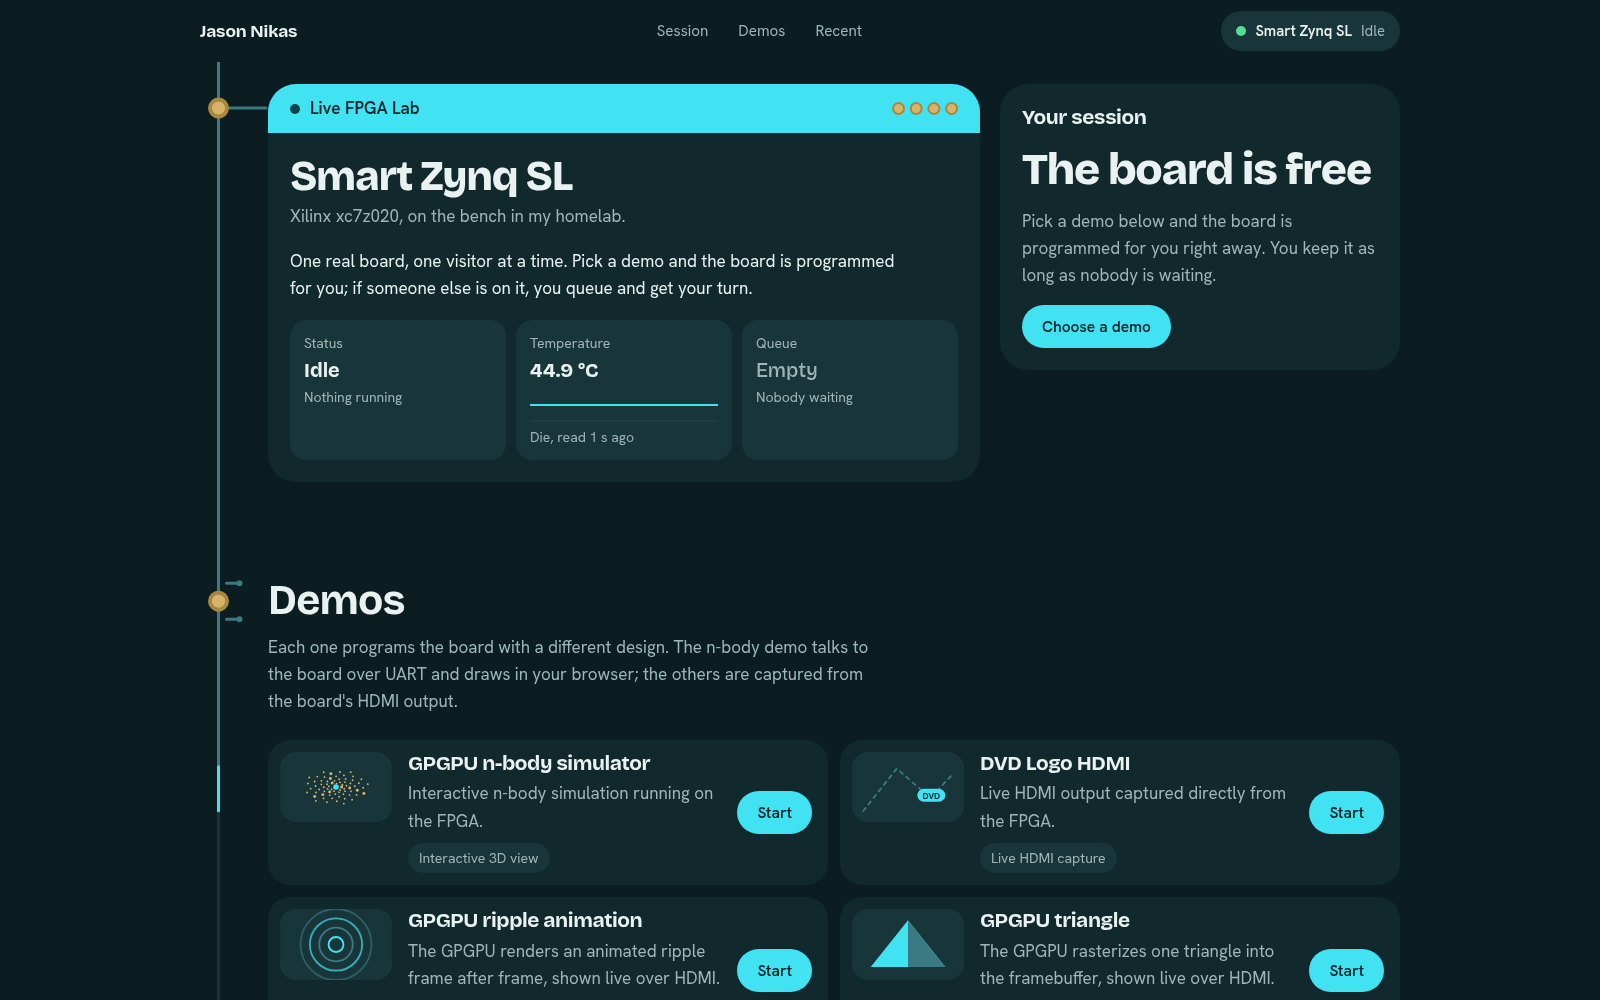 Jason Nikas
Session
Demos
Recent
Smart Zynq SL Idle
Live FPGA Lab
Smart Zynq SL
Xilinx xc7z020, on the bench in my homelab.
One real board, one visitor at a time. Pick a demo and the board is programmed
for you; if someone else is on it, you queue and get your turn.
Status
Idle
Nothing running
Temperature
44.9 °C
Die, read 1 s ago
Queue
Empty
Nobody waiting
Your session
The board is free
Pick a demo below and the board is
programmed for you right away. You keep it as
long as nobody is waiting.
Choose a demo
Demos
Each one programs the board with a different design. The n-body demo talks to
the board over UART and draws in your browser; the others are captured from
the board's HDMI output.
GPGPU n-body simulator
Interactive n-body simulation running on
the FPGA.
Interactive 3D view
Start
DVD
DVD Logo HDMI
Live HDMI output captured directly from
the FPGA.
Live HDMI capture
Start
GPGPU ripple animation
The GPGPU renders an animated ripple
frame after frame, shown live over HDMI.
Start
GPGPU triangle
The GPGPU rasterizes one triangle into
the framebuffer, shown live over HDMI.
Start